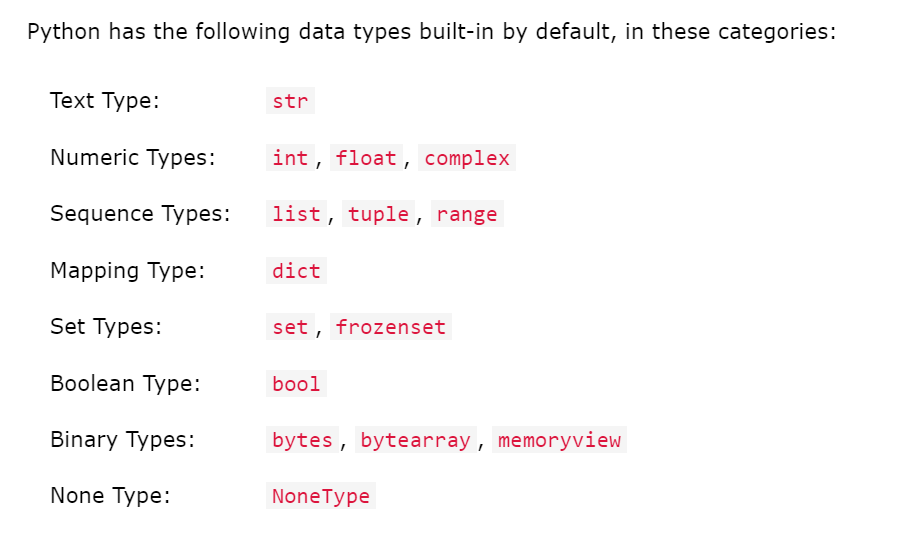 Python has the following data types built-in by default, in these categories:
Text Type: str
Numeric Types: int, float, complex
Sequence Types: list, tuple, range
Mapping Type: dict
Set Types: set, frozenset
Boolean Type: bool
Binary Types: bytes, bytearray, memoryview
None Type: NoneType